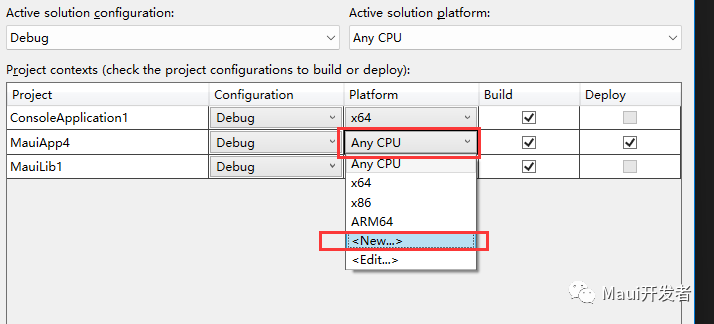 Active solution configuration: Active solution platform:
Debug Any CPU
Project contexts (check the project configurations to build or deploy):
Project Configuration Platform Build Deploy
ConsoleApplication1 Debug x64
MauiApp4 Debug Any CPU
MauiLib1 Debug Any CPU
x64
x86
ARM64
<New...>
<Edit...>
Maui开发者